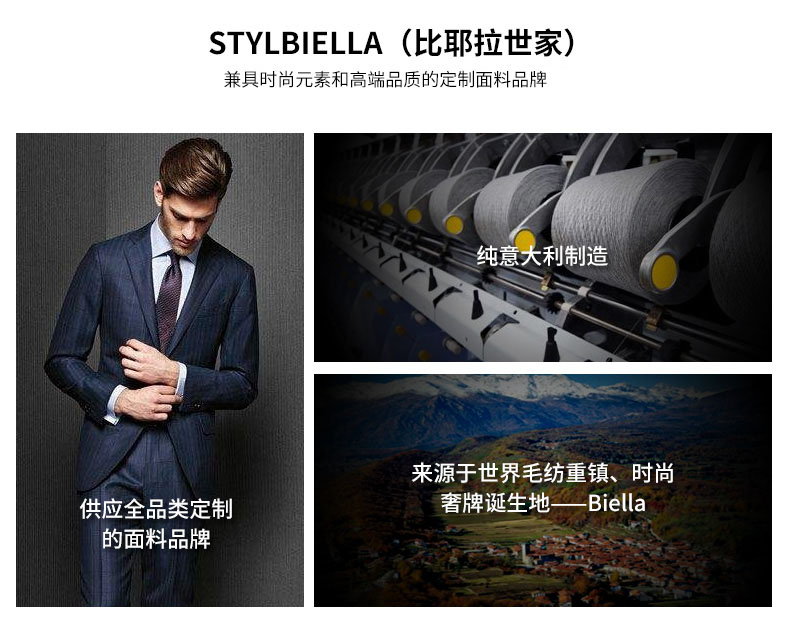 STYLBIELLA（比耶拉世家）
兼具时尚元素和高端品质的定制面料品牌
供应全品类定制
的面料品牌
纯意大利制造
来源于世界毛纺重镇、时尚
奢牌诞生地——Biella